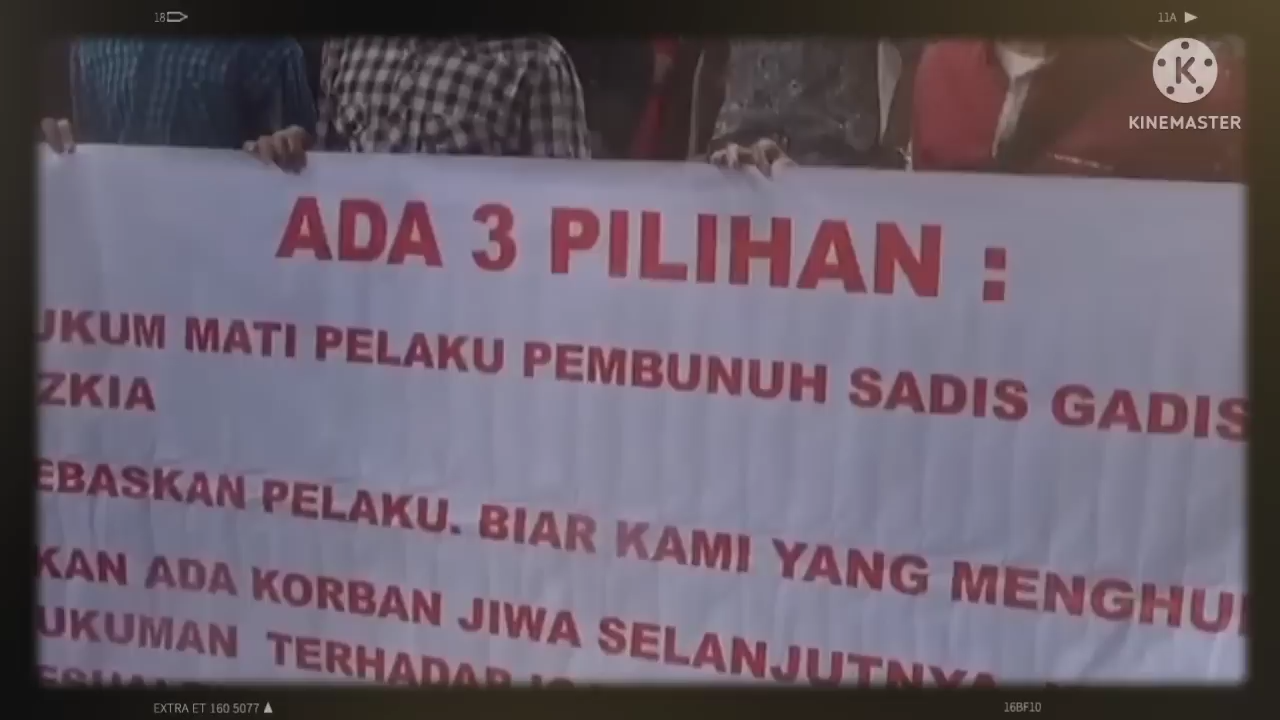 18
11A
KINEMASTER
ADA 3 PILIHAN :
UKUM MATI PELAKU PEMBUNUH SADIS GADIS
ZKIA
EBASKAN PELAKU. BIAR KAMI YANG MENGHU
KAN ADA KORBAN JIWA SELANJUTNYA
UKUMAN TERHADAP
EXTRA ET 160 5077
16BF10